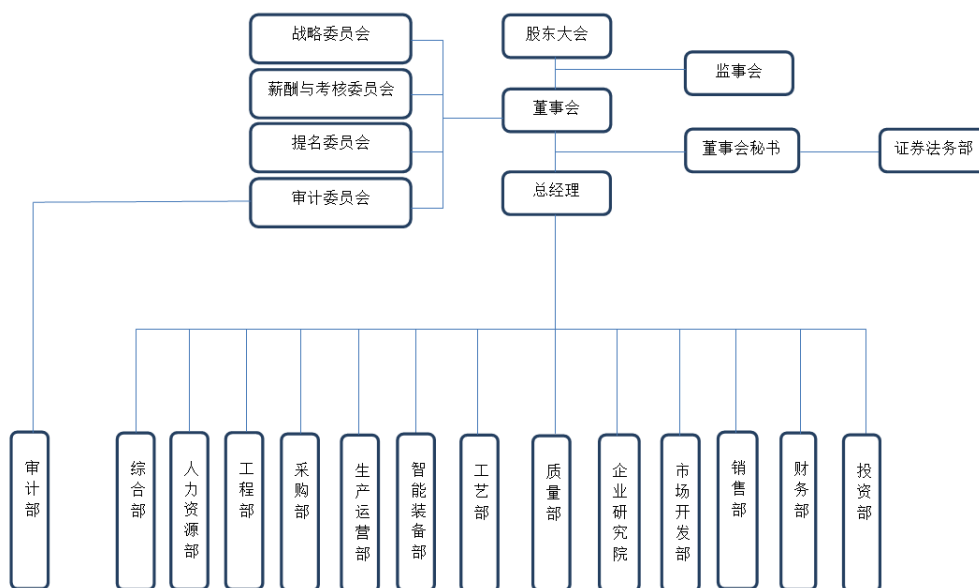 战略委员会
股东大会
监事会
薪酬与考核委员会
董事会
提名委员会
董事会秘书
证券法务部
审计委员会
总经理
审计部
综合部
人力资源部
工程部
采购部
生产运营部
智能装备部
工艺部
质量部
企业研究院
市场开发部
销售部
财务部
投资部